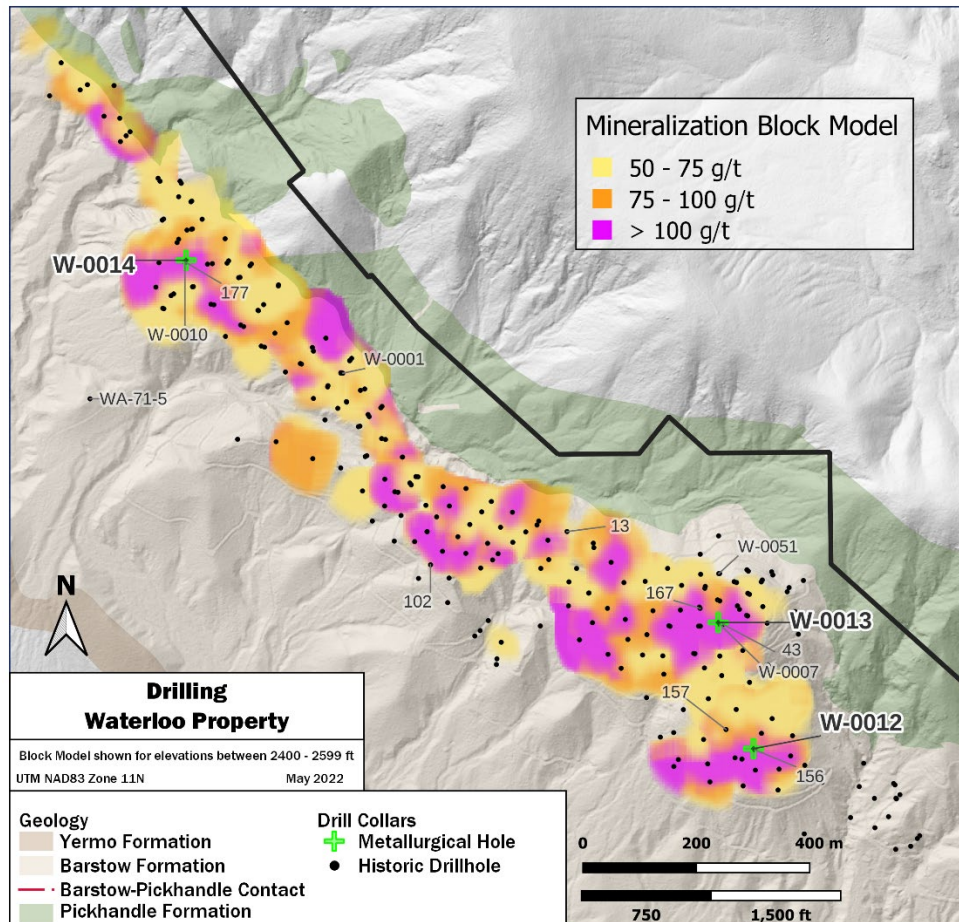 Mineralization Block Model
50 - 75 g/t
75 - 100 g/t
> 100 g/t
W-0014
177
W-0010
W-0001
WA-71-5
13
102
W-0051
167
W-0013
43
W-0007
157
W-0012
156
N
Drilling
Waterloo Property
Block Model shown for elevations between 2400 - 2599 ft
UTM NAD83 Zone 11N May 2022
Geology
Yermo Formation
Barstow Formation
Barstow-Pickhandle Contact
Pickhandle Formation
Drill Collars
Metallurgical Hole
Historic Drillhole
0 200 400 m
750 1,500 ft